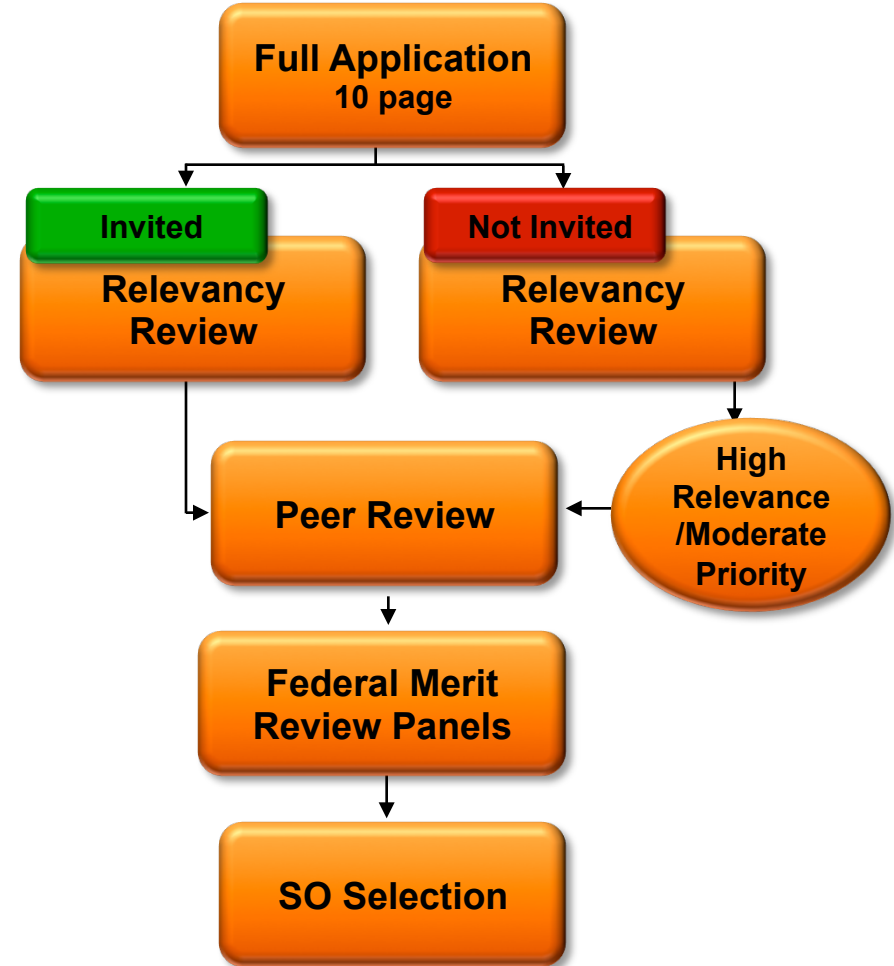 Full Application
10 page
Invited
Relevancy
Review
Not Invited
Relevancy
Review
High
Relevance
/Moderate
Priority
Peer Review
Federal Merit
Review Panels
SO Selection